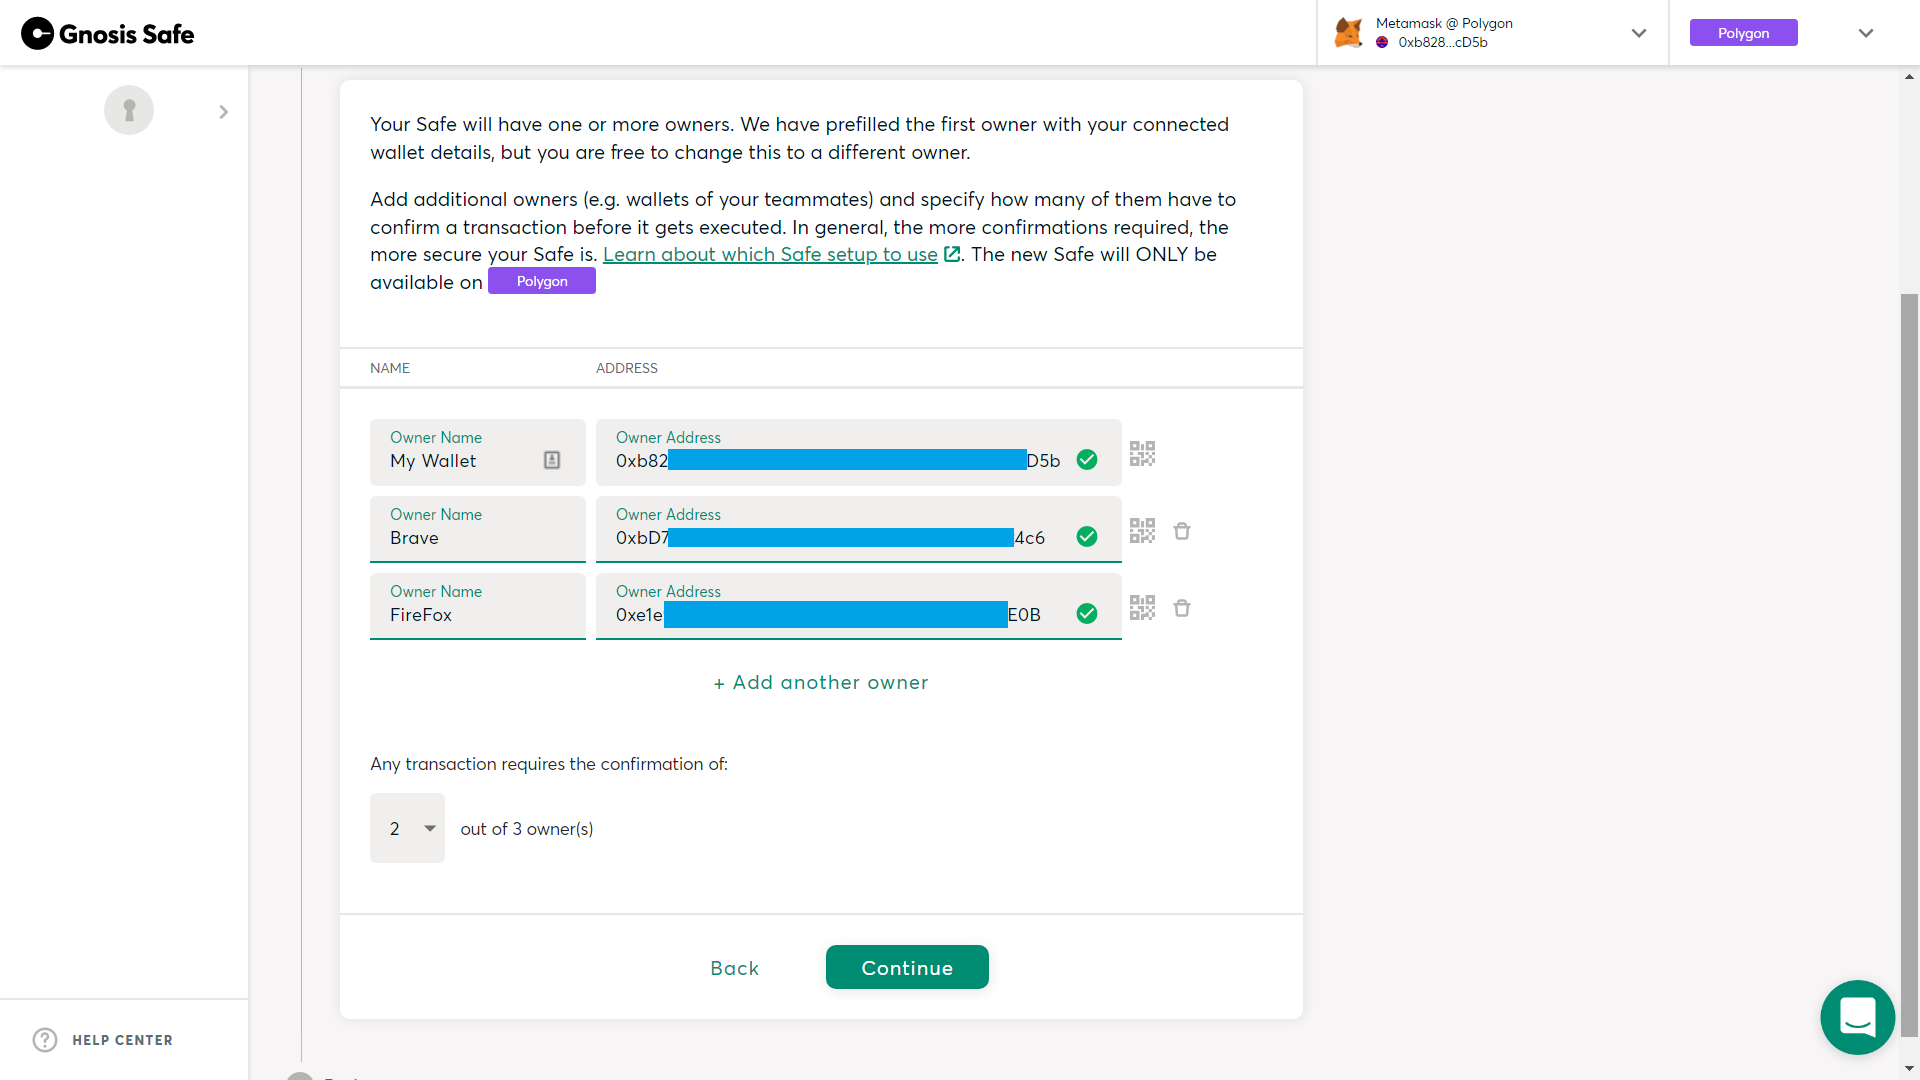 Gnosis Safe
Metamask @ Polygon
0xb828...cD5b
Polygon
Your Safe will have one or more owners. We have prefilled the first owner with your connected
wallet details, but you are free to change this to a different owner.
Add additional owners (e.g. wallets of your teammates) and specify how many of them have to
confirm a transaction before it gets executed. In general, the more confirmations required, the
more secure your Safe is. Learn about which Safe setup to use. The new Safe will ONLY be
available on Polygon
NAME ADDRESS
Owner Name Owner Address
My Wallet 0xb82 D5b
Owner Name Owner Address
Brave 0xbD7 4c6
Owner Name Owner Address
FireFox 0xe1e E0B
+ Add another owner
Any transaction requires the confirmation of:
2 out of 3 owner(s)
Back Continue
? HELP CENTER